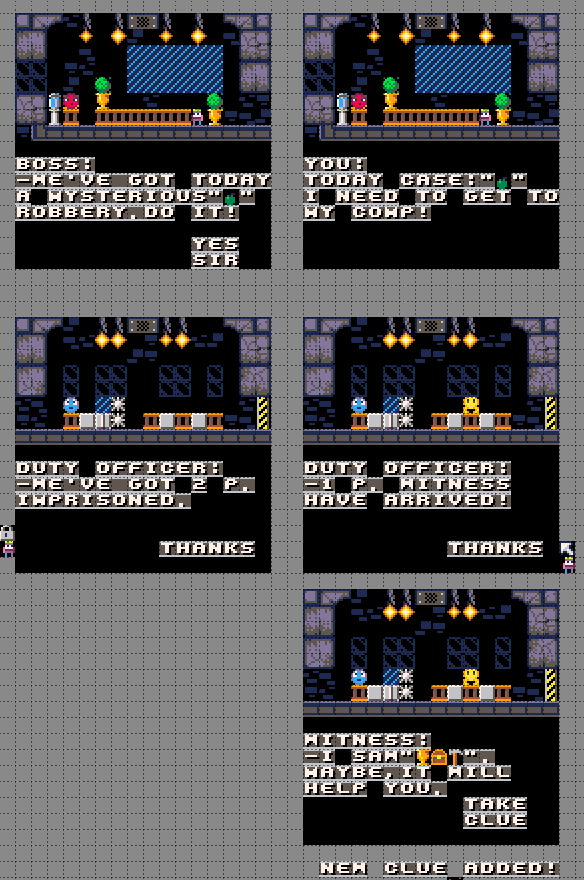 BOSS:
-WE'VE GOT TODAY
A MYSTERIOUS" "
ROBBERY,DO IT!
YES
SIR
YOU:
TODAY CASE:" "
I NEED TO GET TO
MY COMP!
DUTY OFFICER:
-WE'VE GOT 2 P.
IMPRISONED.
THANKS
DUTY OFFICER:
-1 P. WITNESS
HAVE ARRIVED!
THANKS
WITNESS:
-I SAW" ".
MAYBE,IT WILL
HELP YOU.
TAKE
CLUE
NEW CLUE ADDED!